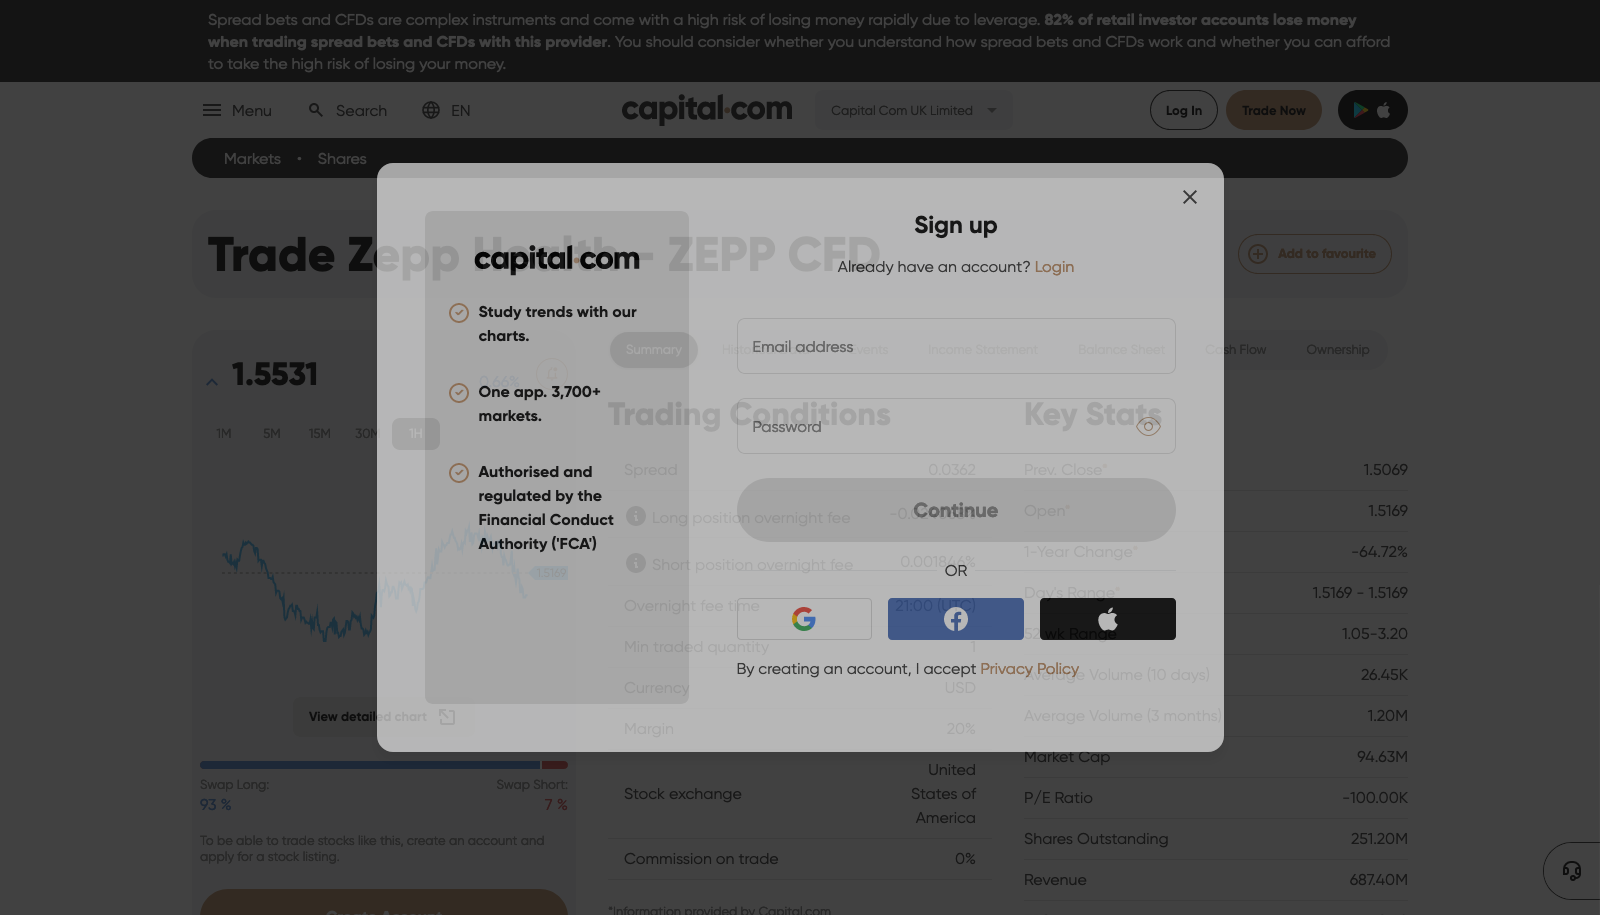 Spread bets and CFDs are complex instruments and come with a high risk of losing money rapidly due to leverage. 82% of retail investor accounts lose money
when trading spread bets and CFDs with this provider. You should consider whether you understand how spread bets and CFDs work and whether you can afford
to take the high risk of losing your money.
Menu
Search
EN
capital.com
Capital Com UK Limited
Log In
Trade Now
Markets • Shares
Trade Zepp Health - ZEPP CFD
Add to favourite
1.5531
0.66%
1M
5M
15M
30M
1H
1.5169
View detailed chart
Swap Long:
Swap Short:
93 %
7 %
To be able to trade stocks like this, create an account and
apply for a stock listing.
Create Account
capital.com
Study trends with our
charts.
One app. 3,700+
markets.
Authorised and
regulated by the
Financial Conduct
Authority ('FCA')
Sign up
Already have an account? Login
Email address
Password
Continue
OR
By creating an account, I accept Privacy Policy
Summary
Events
Income Statement
Balance Sheet
Cash Flow
Ownership
Trading Conditions
Spread 0.0362
Long position overnight fee
Short position overnight fee 0.001846%
Overnight fee time 21:00 (UTC)
Min traded quantity 1
Currency USD
Margin 20%
Stock exchange United
States of
America
Commission on trade 0%
*Information provided by Capital.com
Key Stats
Prev. Close* 1.5069
Open* 1.5169
1-Year Change* -64.72%
Day's Range* 1.5169 - 1.5169
52 wk Range 1.05-3.20
Average Volume (10 days) 26.45K
Average Volume (3 months) 1.20M
Market Cap 94.63M
P/E Ratio -100.00K
Shares Outstanding 251.20M
Revenue 687.40M